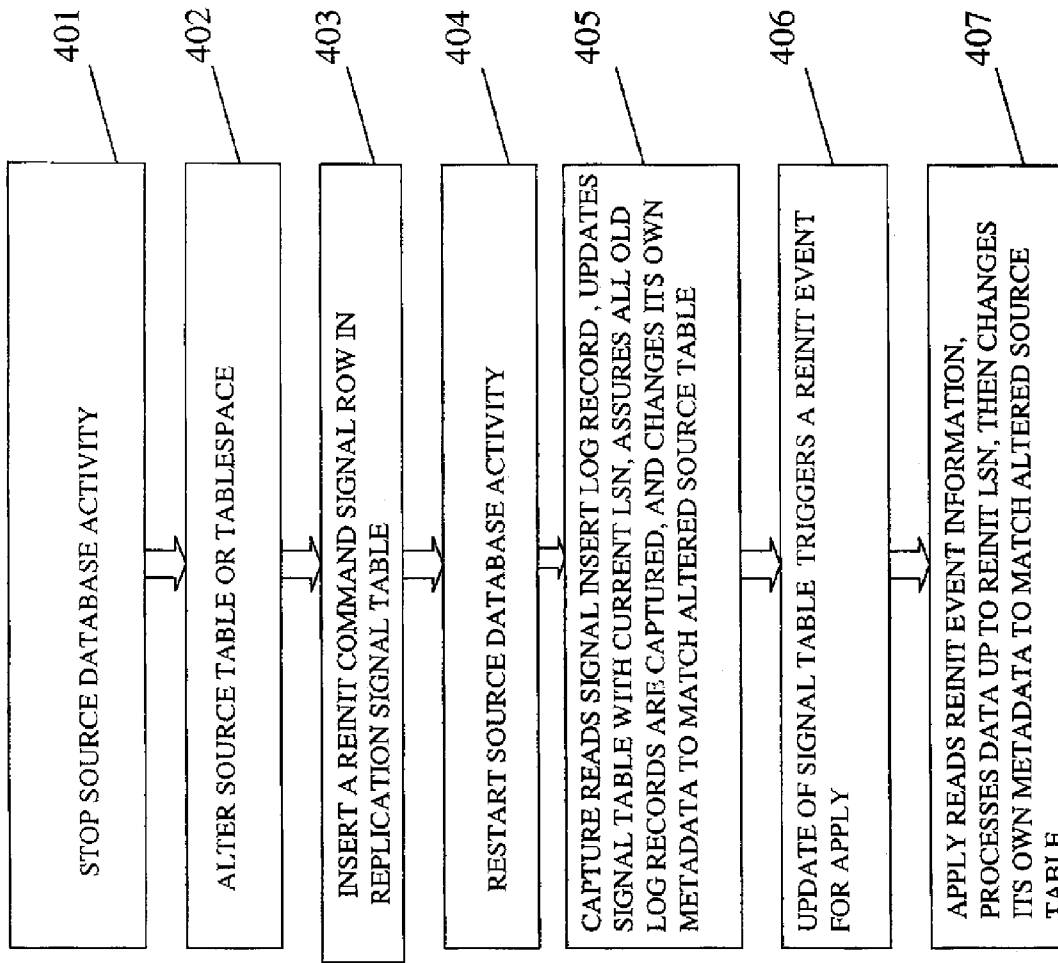 401
STOP SOURCE DATABASE ACTIVITY
402
ALTER SOURCE TABLE OR TABLESPACE
403
INSERT A REINIT COMMAND SIGNAL ROW IN
REPLICATION SIGNAL TABLE
404
RESTART SOURCE DATABASE ACTIVITY
405
CAPTURE READS SIGNAL INSERT LOG RECORD , UPDATES
SIGNAL TABLE WITH CURRENT LSN, ASSURES ALL OLD
LOG RECORDS ARE CAPTURED, AND CHANGES ITS OWN
METADATA TO MATCH ALTERED SOURCE TABLE
406
UPDATE OF SIGNAL TABLE TRIGGERS A REINIT EVENT
FOR APPLY
407
APPLY READS REINIT EVENT INFORMATION,
PROCESSES DATA UP TO REINIT LSN, THEN CHANGES
ITS OWN METADATA TO MATCH ALTERED SOURCE
TABLE